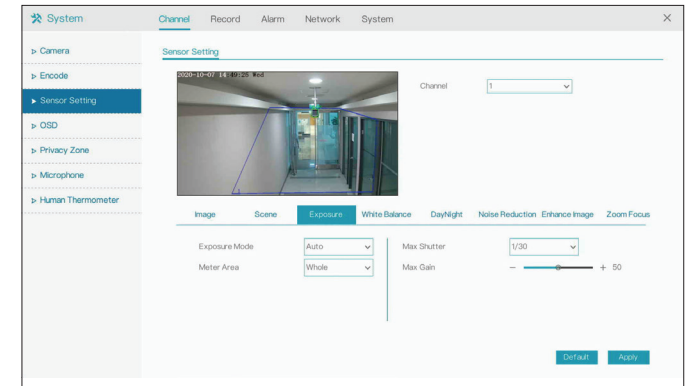 System
Channel Record Alarm Network System
Camera
Encode
Sensor Setting
OSD
Privacy Zone
Microphone
Human Thermometer
Sensor Setting
2020-10-07 14:49:26 Wed
Channel 1
Image Scene Exposure White Balance DayNight Noise Reduction Enhance Image Zoom Focus
Exposure Mode Auto Max Shutter 1/30
Meter Area Whole Max Gain - + 50
Default Apply